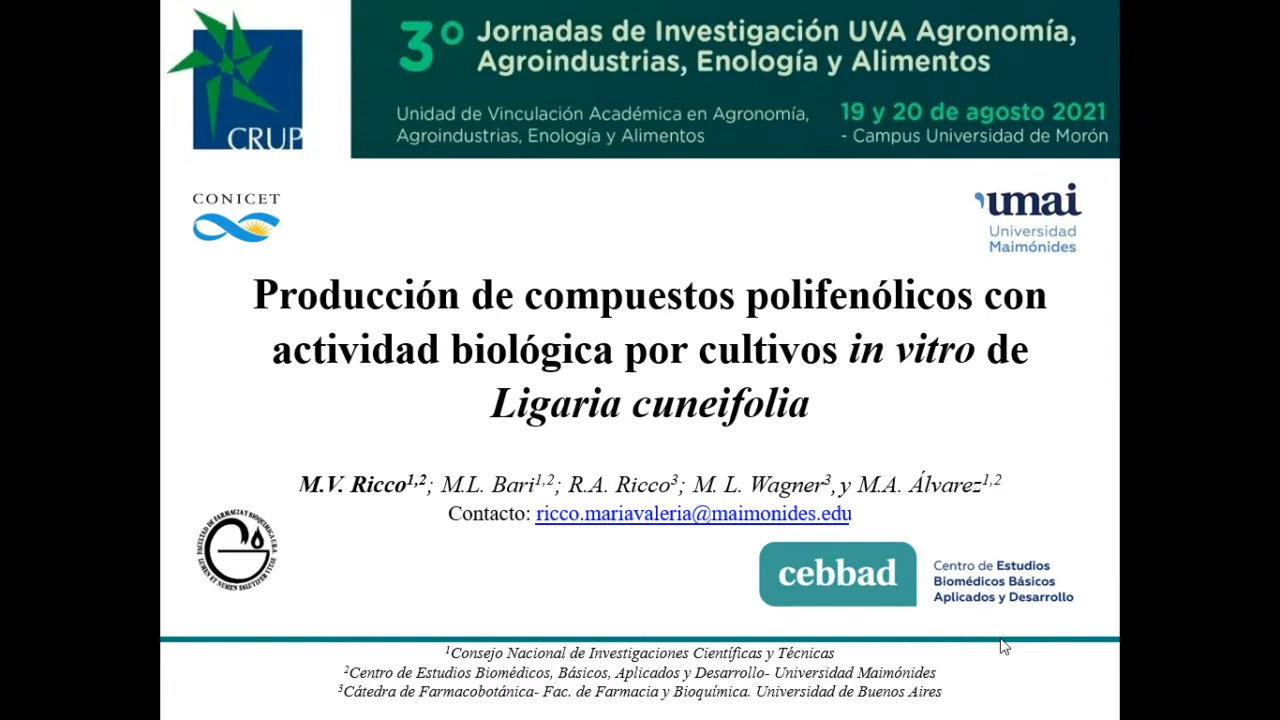 CRUP
3º Jornadas de Investigación UVA Agronomía,
Agroindustrias, Enología y Alimentos
Unidad de Vinculación Académica en Agronomía,
Agroindustrias, Enología y Alimentos
19 y 20 de agosto 2021
- Campus Universidad de Morón
CONICET
umai
Universidad
Maimónides
Producción de compuestos polifenólicos con
actividad biológica por cultivos in vitro de
Ligaria cuneifolia
M.V. Ricco1,2; M.L. Bari1,2; R.A. Ricco3; M. L. Wagner3, y M.A. Álvarez1,2
Contacto: ricco.mariavaleria@maimonides.edu
cebbad
Centro de Estudios
Biomédicos Básicos
Aplicados y Desarrollo
1Consejo Nacional de Investigaciones Científicas y Técnicas
2Centro de Estudios Biomédicos, Básicos, Aplicados y Desarrollo- Universidad Maimónides
3Cátedra de Farmacobotánica- Fac. de Farmacia y Bioquímica. Universidad de Buenos Aires